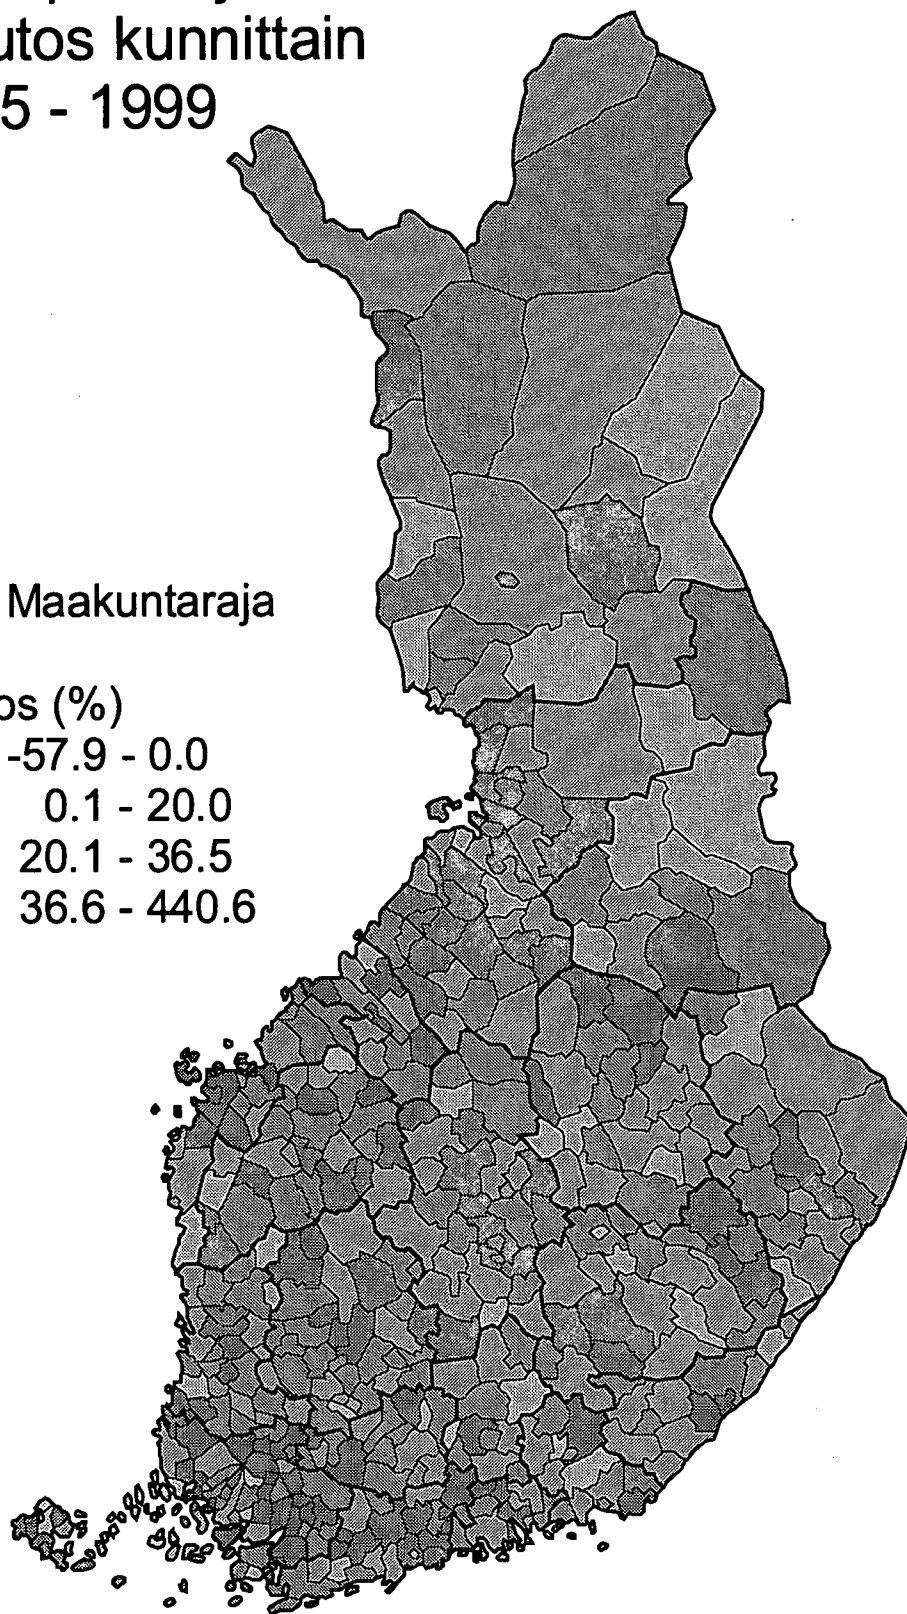 utos kunnittain
5 - 1999
Maakuntaraja
os (%)
-57.9 - 0.0
0.1 - 20.0
20.1 - 36.5
36.6 - 440.6